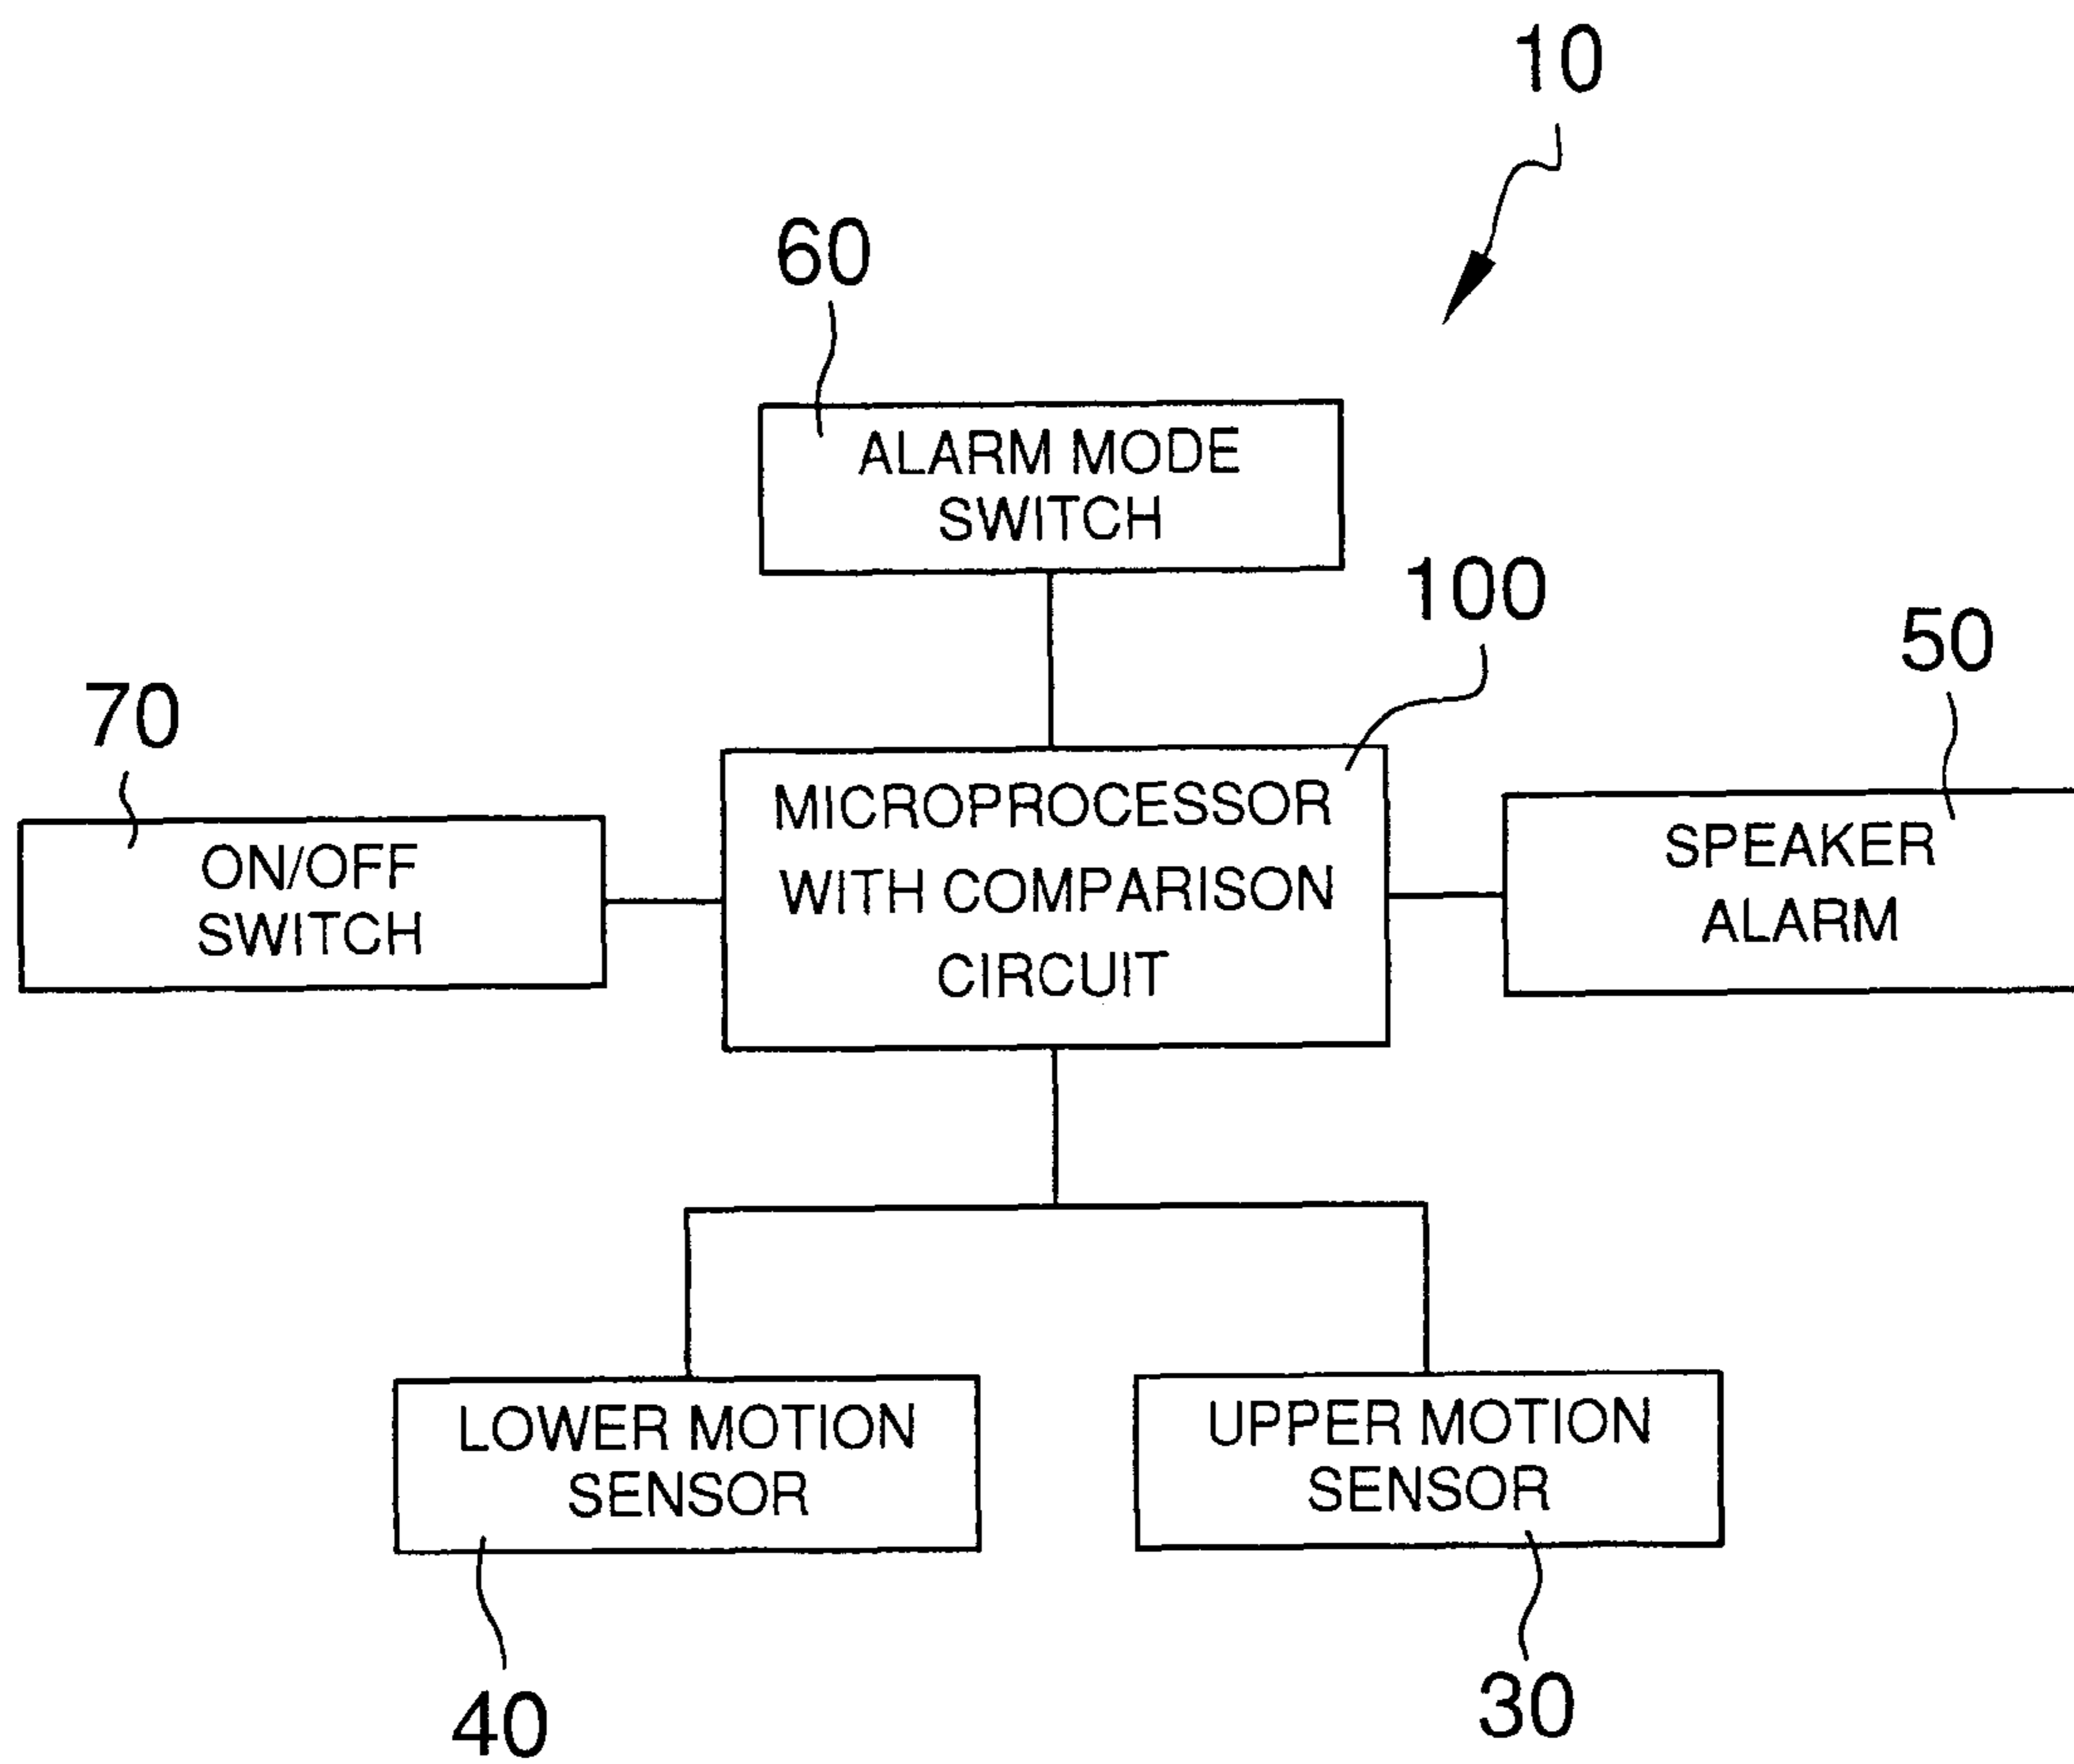 10
60
ALARM MODE
SWITCH
100
50
70
MICROPROCESSOR
WITH COMPARISON
CIRCUIT
SPEAKER
ALARM
ON/OFF
SWITCH
LOWER MOTION
SENSOR
UPPER MOTION
SENSOR
40
30